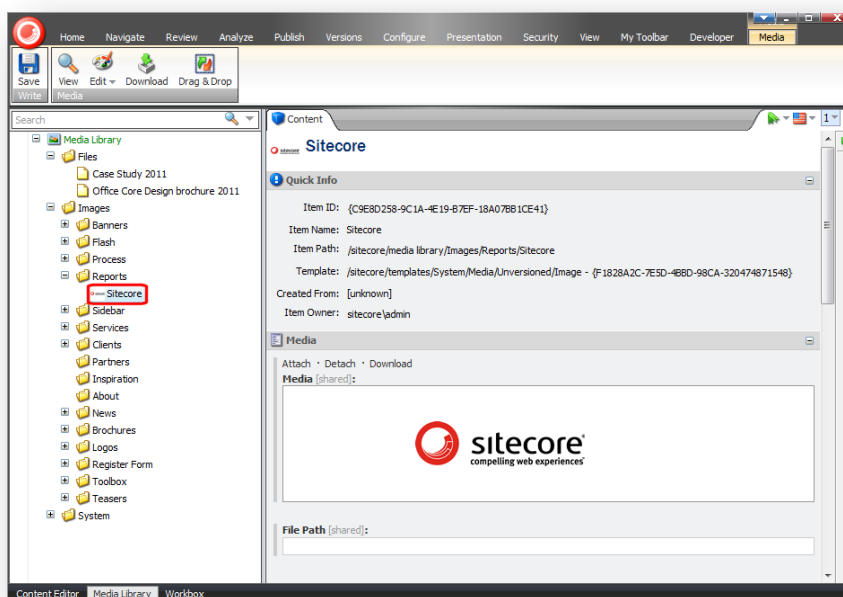 Home Navigate Review Analyze Publish Versions Configure Presentation Security View My Toolbar Developer Media
Save View Edit Download Drag & Drop
Write Media
Search
Media Library
Files
Case Study 2011
Office Core Design brochure 2011
Images
Banners
Flash
Process
Reports
Sitecore
Sidebar
Services
Clients
Partners
Inspiration
About
News
Brochures
Logos
Register Form
Toolbox
Teasers
System
Content
1
Sitecore
Quick Info
Item ID: {C9E8D258-9C1A-4E19-B7EF-18A07BB1CE41}
Item Name: Sitecore
Item Path: /sitecore/media library/Images/Reports/Sitecore
Template: /sitecore/templates/System/Media/Unversioned/Image - {F1828A2C-7E5D-4BBD-98CA-320474871548}
Created From: [unknown]
Item Owner: sitecore\admin
Media
Attach · Detach · Download
Media [shared]:
sitecore
compelling web experiences
File Path [shared]:
Content Editor Media Library Workbox